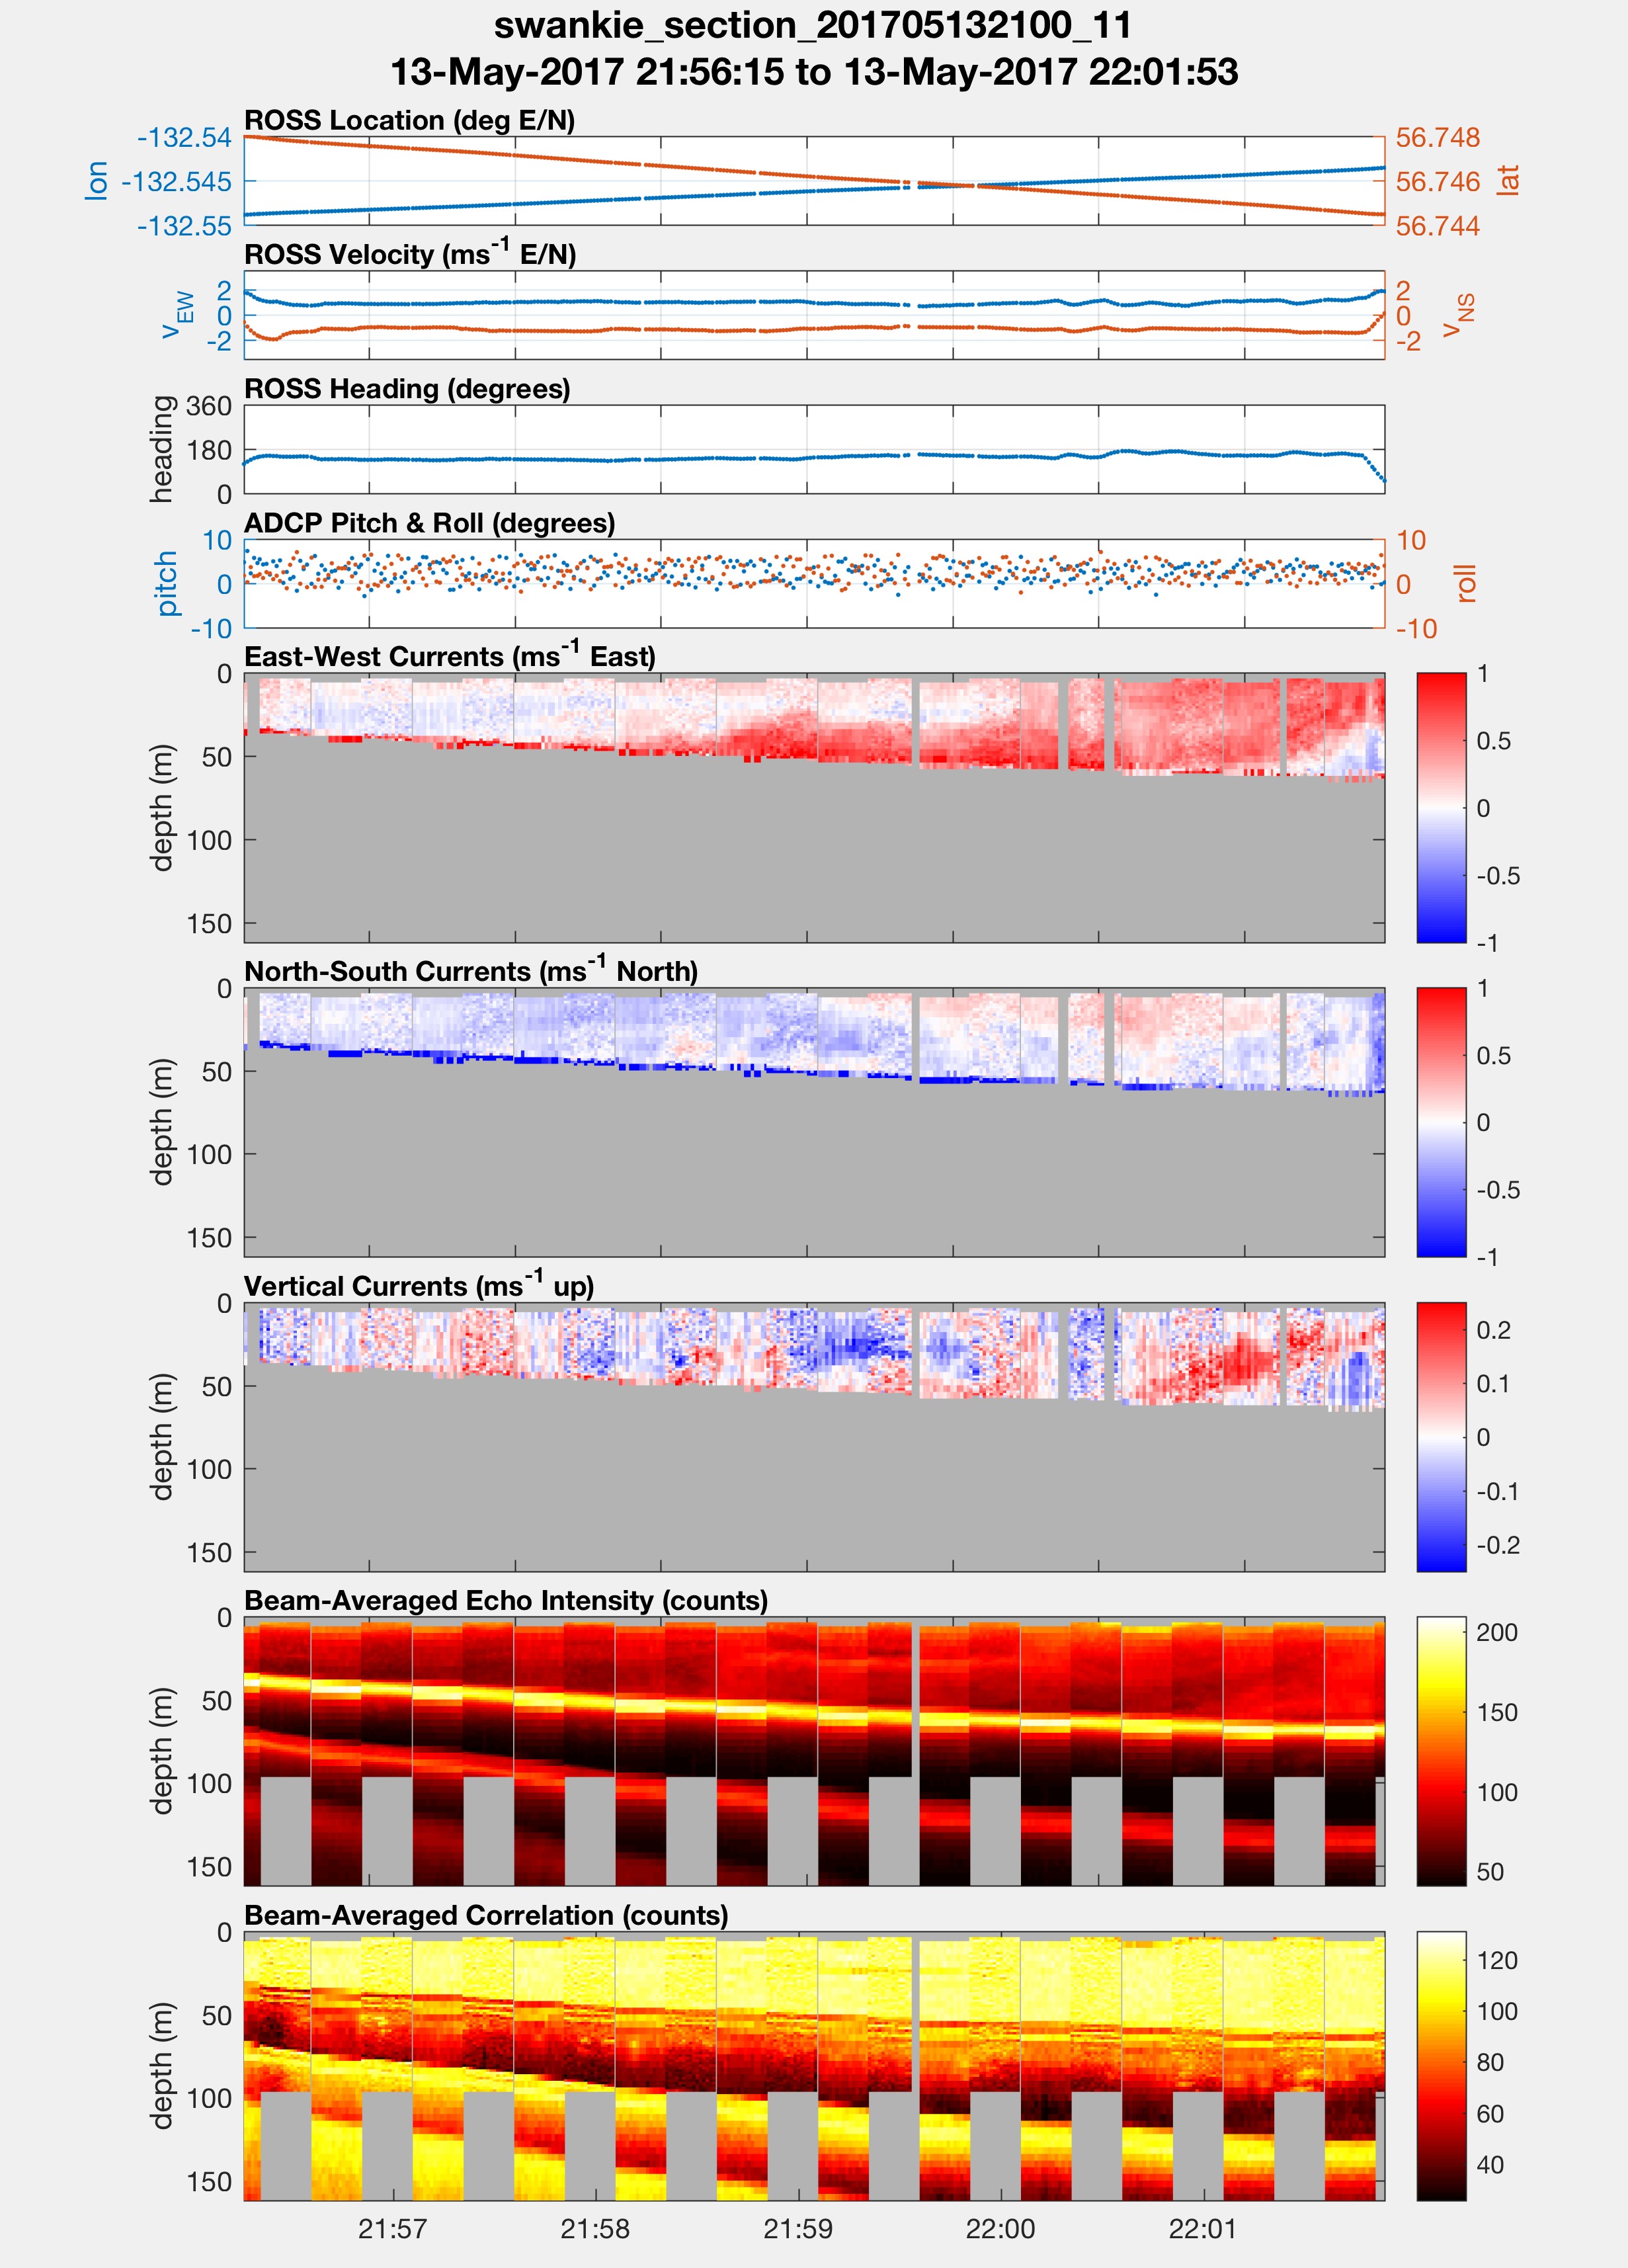 swankie_section_201705132100_11
13-May-2017 21:56:15 to 13-May-2017 22:01:53
ROSS Location (deg E/N)
-132.54
-132.545
-132.55
lon
56.748
56.746
56.744
lat
ROSS Velocity (ms-1 E/N)
2
0
-2
vEW
2
0
-2
vNS
ROSS Heading (degrees)
360
180
0
heading
ADCP Pitch & Roll (degrees)
10
0
-10
pitch
10
0
-10
roll
East-West Currents (ms-1 East)
0
50
100
150
depth (m)
1
0.5
0
-0.5
-1
North-South Currents (ms-1 North)
0
50
100
150
depth (m)
1
0.5
0
-0.5
-1
Vertical Currents (ms-1 up)
0
50
100
150
depth (m)
0.2
0.1
0
-0.1
-0.2
Beam-Averaged Echo Intensity (counts)
0
50
100
150
depth (m)
200
150
100
50
Beam-Averaged Correlation (counts)
0
50
100
150
depth (m)
120
100
80
60
40
21:57 21:58 21:59 22:00 22:01